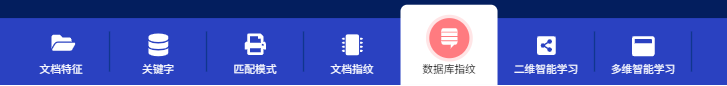 文档特征
关键字
匹配模式
文档指纹
数据库指纹
二维智能学习
多维智能学习